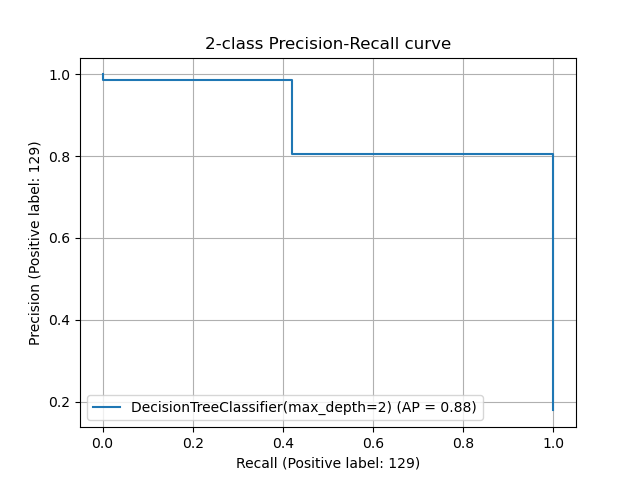 2-class Precision-Recall curve
Precision (Positive label: 129)
1.0
0.8
0.6
0.4
0.2
DecisionTreeClassifier(max_depth=2) (AP = 0.88)
0.0 0.2 0.4 0.6 0.8 1.0
Recall (Positive label: 129)